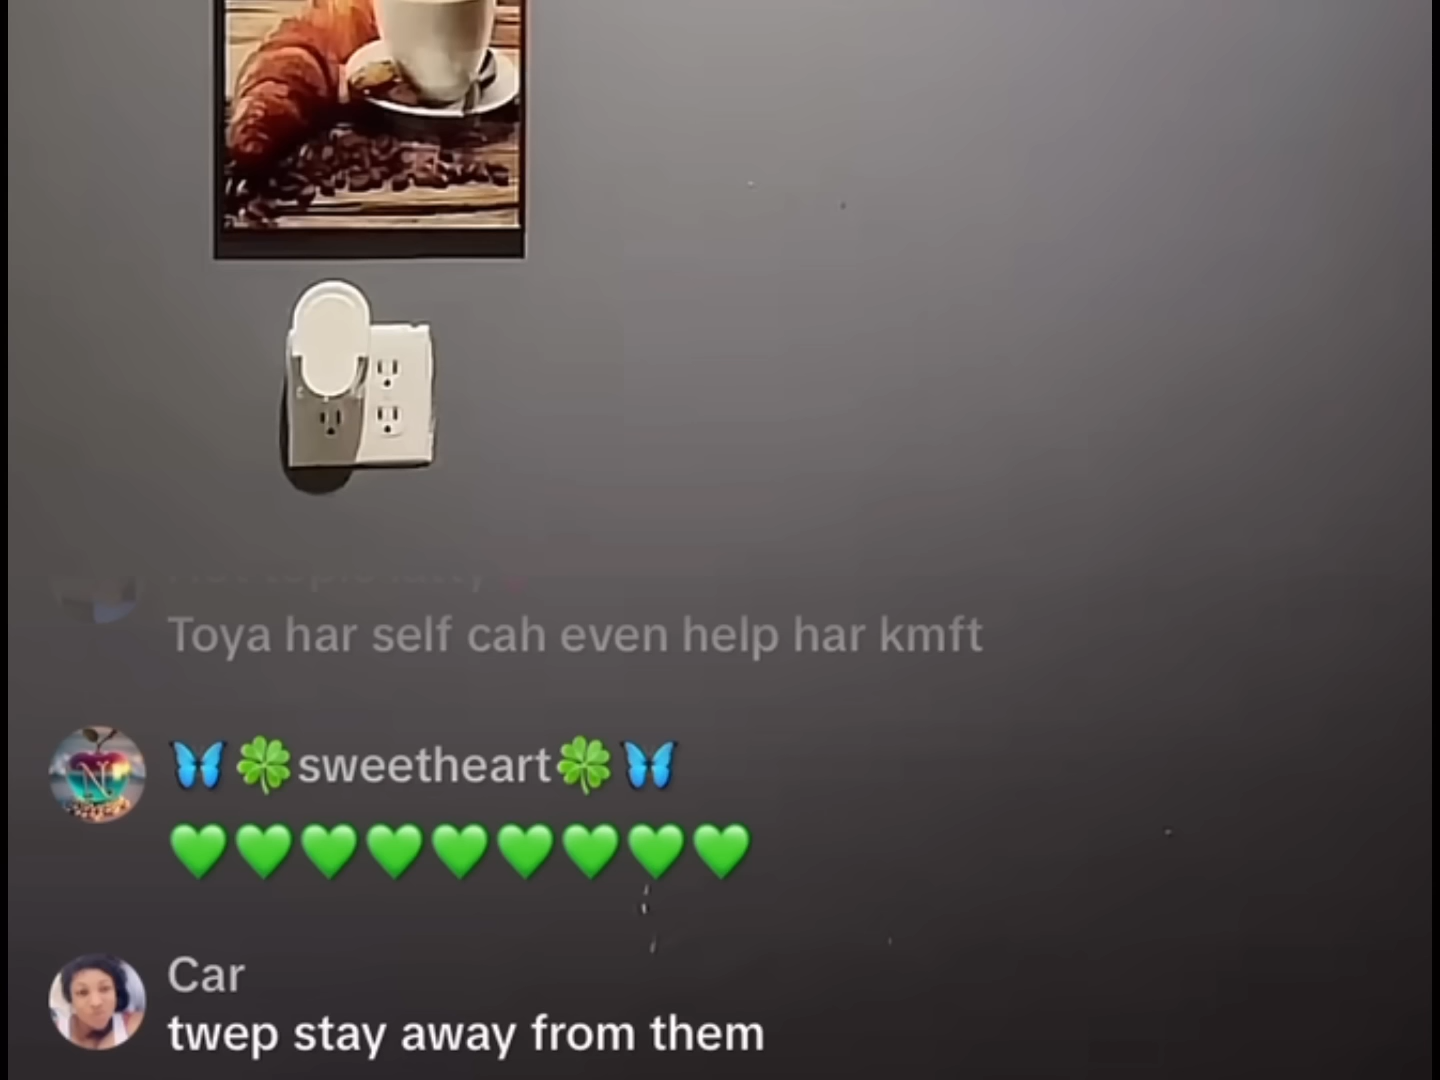 Toya har self cah even help har kmft
🦋🍀sweetheart🍀🦋
💚💚💚💚💚💚💚💚💚
Car
twep stay away from them